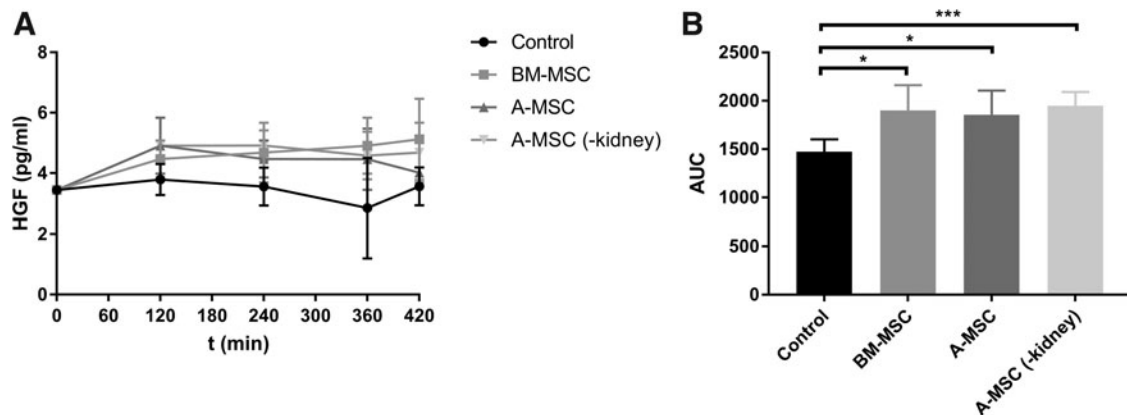 A
HGF (pg/ml)
8
6
4
2
0
0 60 120 180 240 300 360 420
t (min)
Control
BM-MSC
A-MSC
A-MSC (-kidney)
B
AUC
2500
2000
1500
1000
500
0
***
*
*
Control
BM-MSC
A-MSC
A-MSC (-kidney)